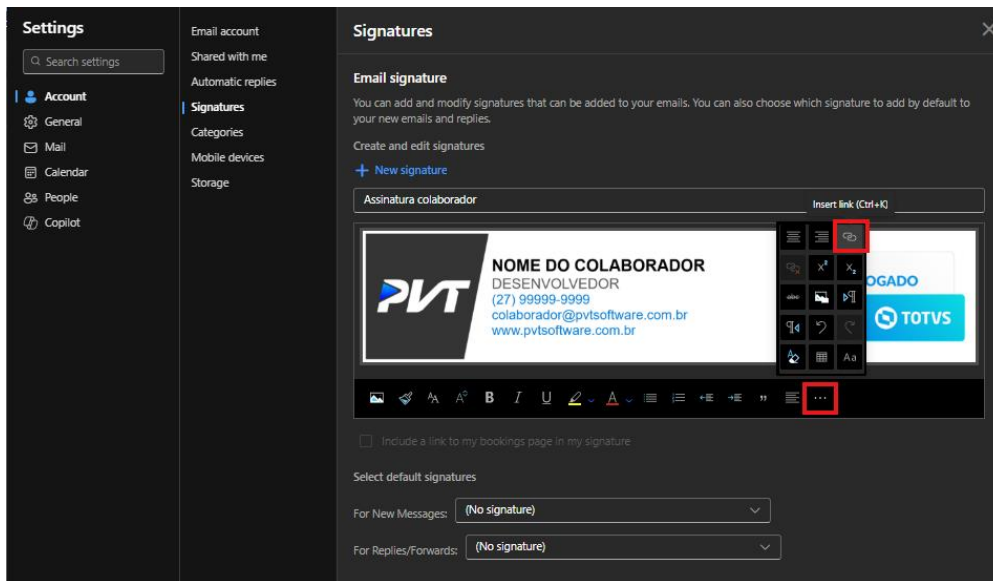 Settings
Search settings
Account
General
Mail
Calendar
People
Copilot
Email account
Shared with me
Automatic replies
Signatures
Categories
Mobile devices
Storage
Signatures
Email signature
You can add and modify signatures that can be added to your emails. You can also choose which signature to add by default to
your new emails and replies.
Create and edit signatures
+ New signature
Assinatura colaborador
Insert link (Ctrl+K)
PVT
NOME DO COLABORADOR
DESENVOLVEDOR
(27) 99999-9999
colaborador@pvtsoftware.com.br
www.pvtsoftware.com.br
OGADO
TOTVS
x² x₂
abc
Aa
B I U A
Include a link to my bookings page in my signature
Select default signatures
For New Messages: (No signature)
For Replies/Forwards: (No signature)